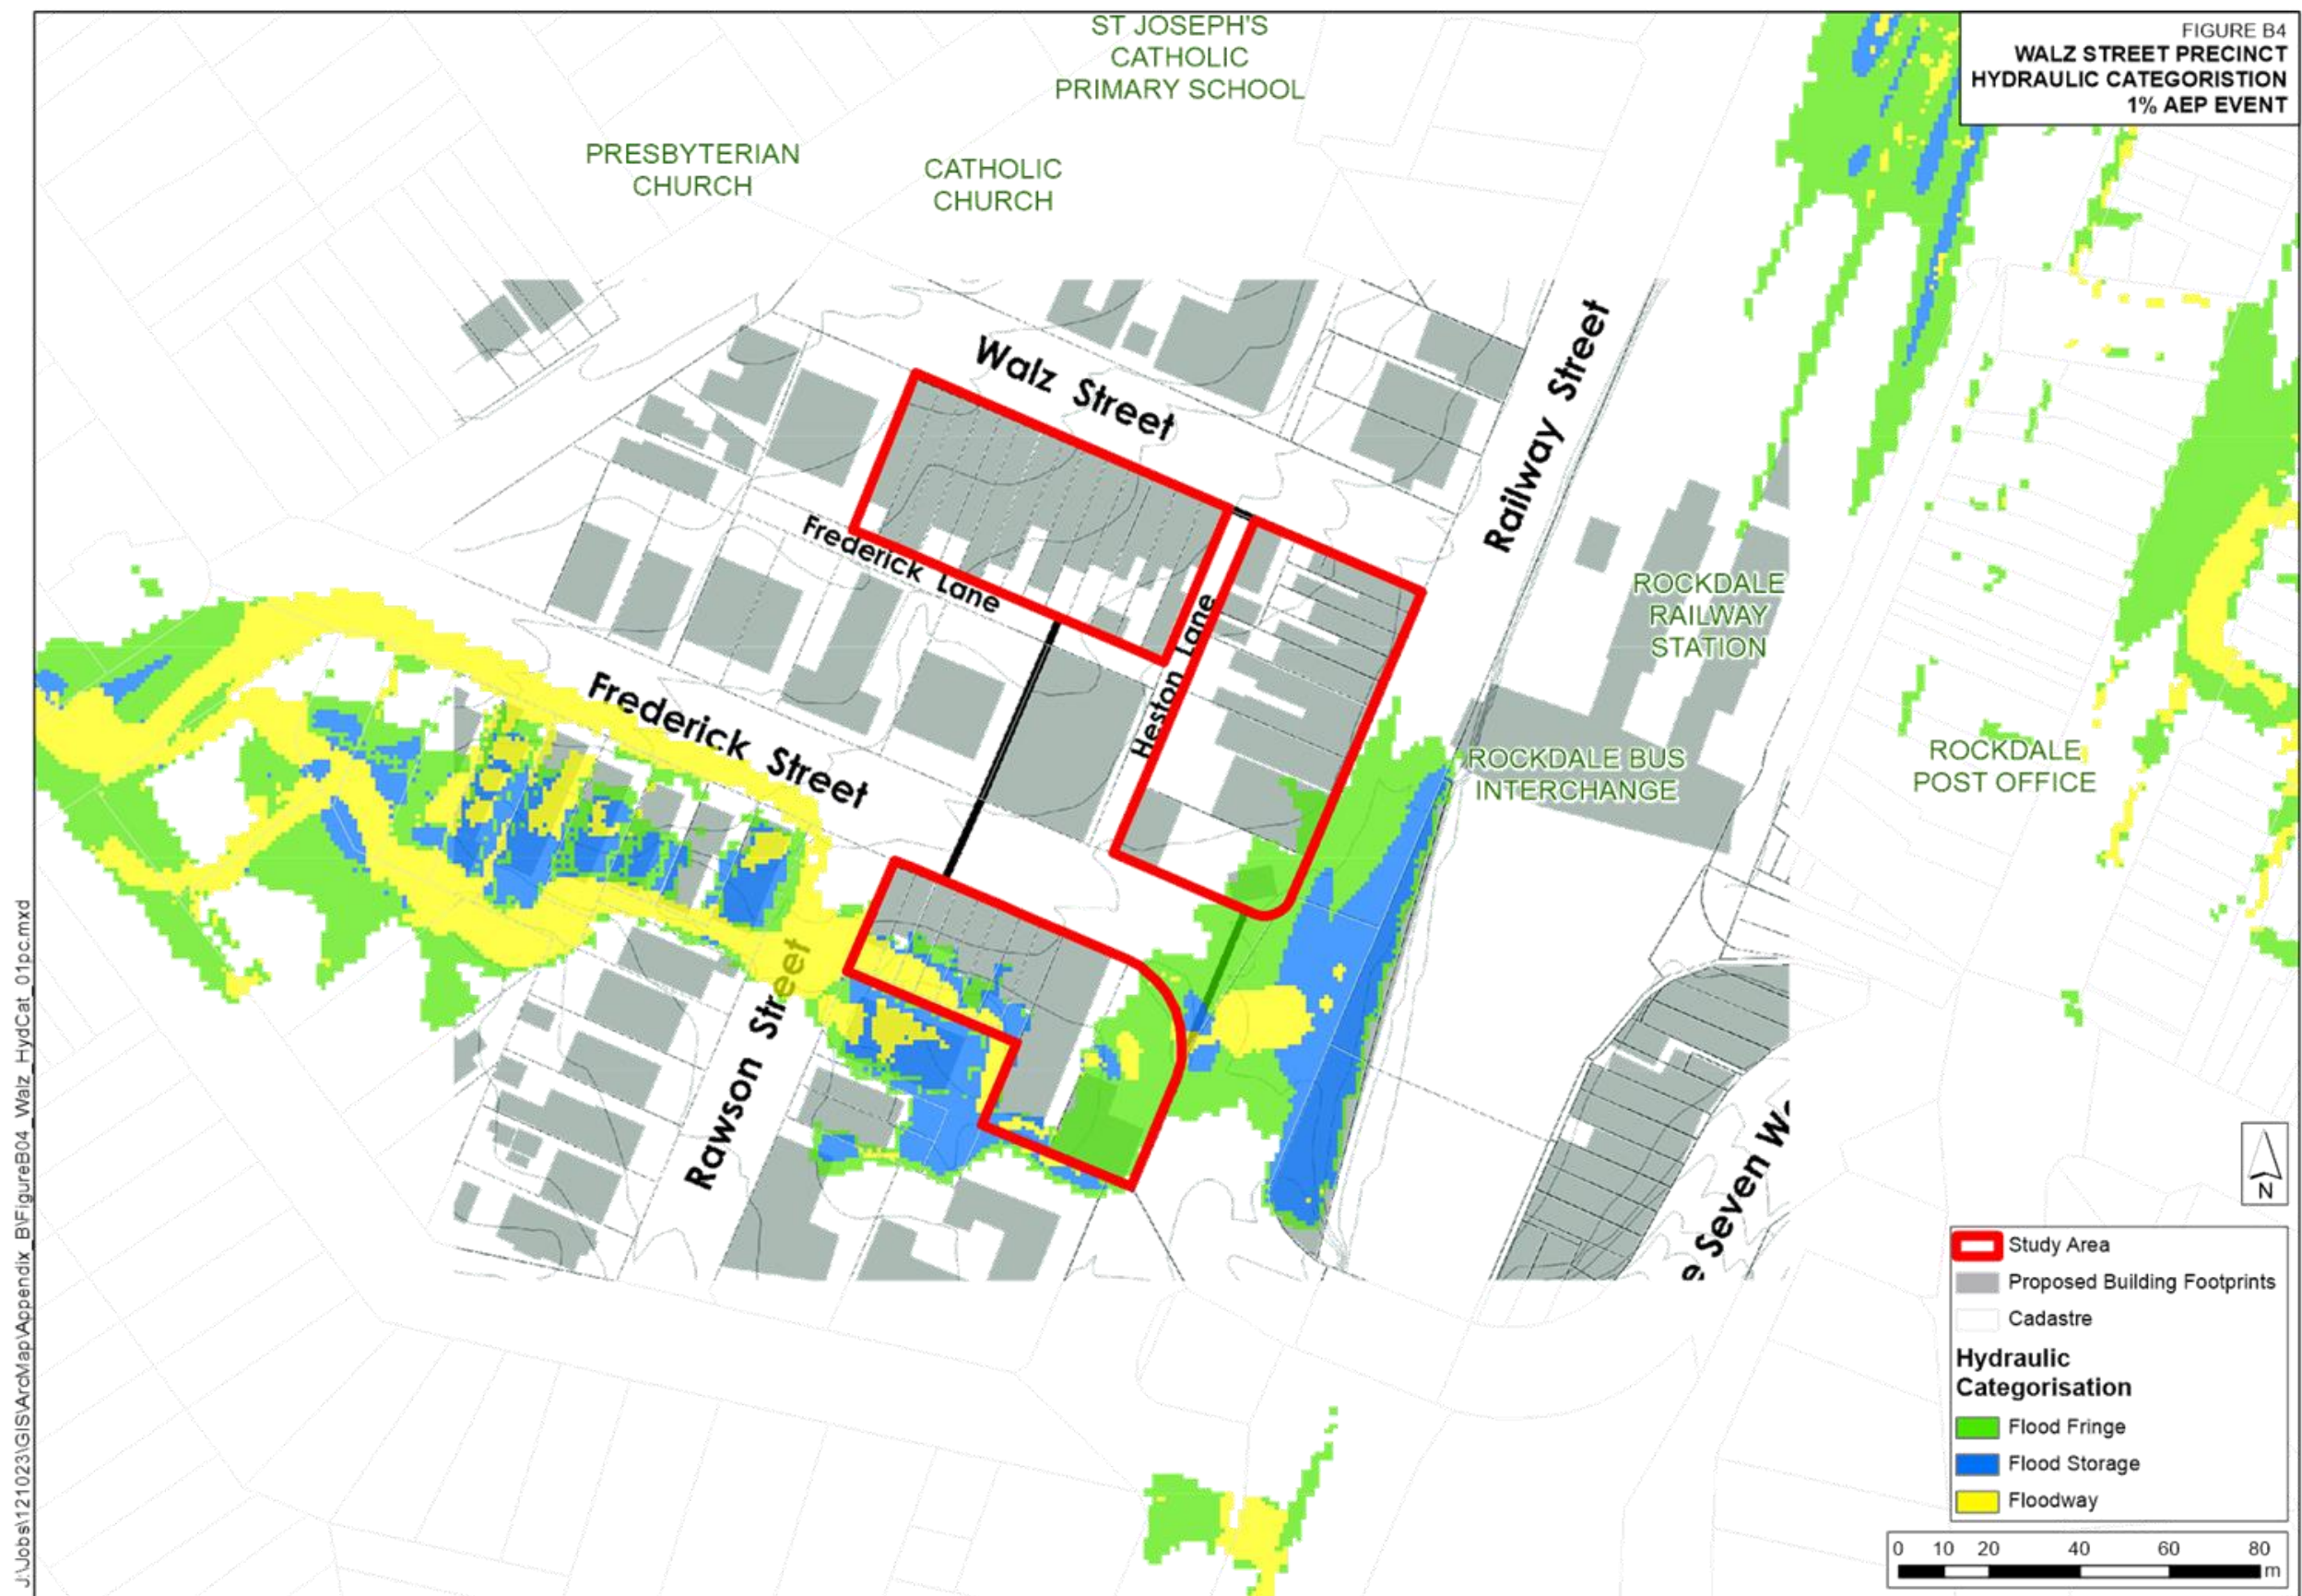 FIGURE B4
WALZ STREET PRECINCT
HYDRAULIC CATEGORISTION
1% AEP EVENT
ST JOSEPH'S
CATHOLIC
PRIMARY SCHOOL
PRESBYTERIAN
CHURCH
CATHOLIC
CHURCH
Walz Street
Railway Street
Frederick Lane
Heston Lane
ROCKDALE
RAILWAY
STATION
Frederick Street
ROCKDALE BUS
INTERCHANGE
ROCKDALE
POST OFFICE
Rawson Street
Seven W
N
Study Area
Proposed Building Footprints
Cadastre
Hydraulic
Categorisation
Flood Fringe
Flood Storage
Floodway
0 10 20 40 60 80
m
J:\Jobs\121023\GIS\ArcMap\Appendix_B\FigureB04_Walz_HydCat_01pc.mxd